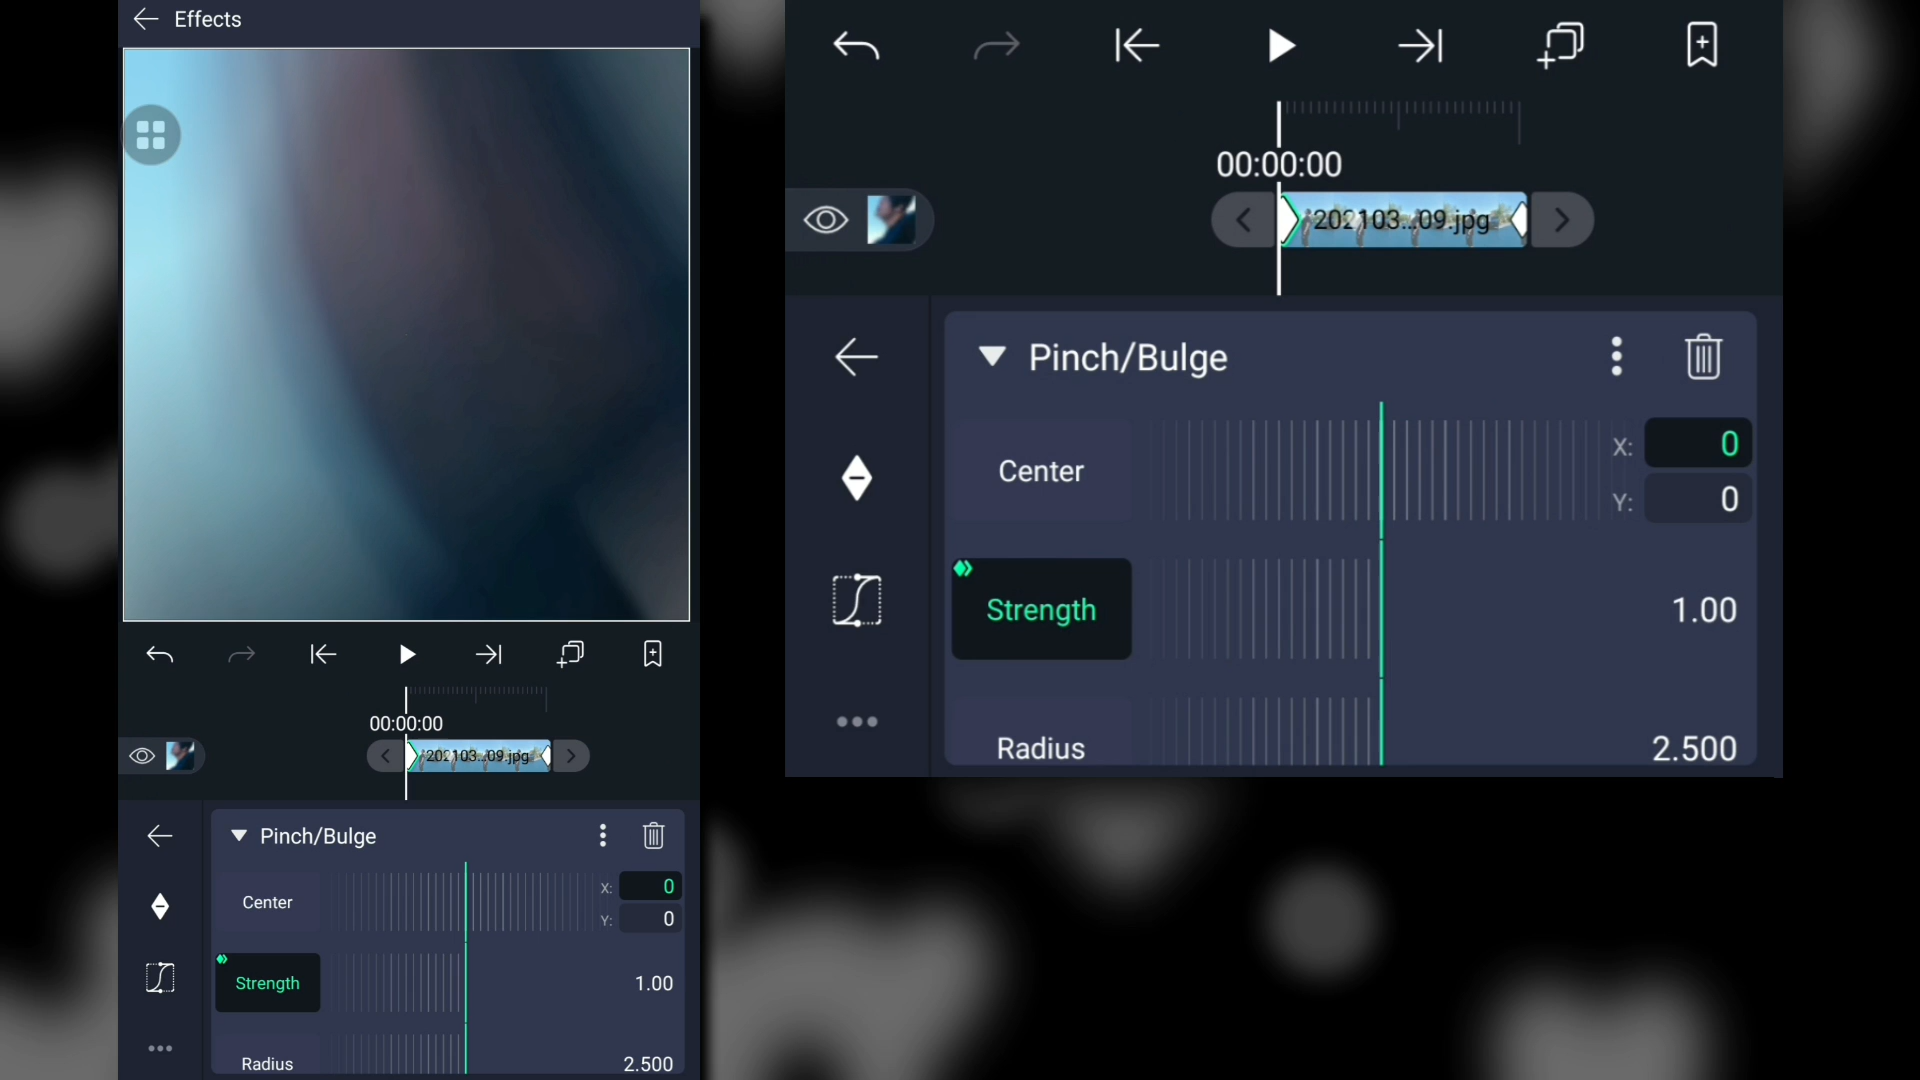 Effects
00:00:00
202103...09.jpg
Pinch/Bulge
Center
X: 0
Y: 0
Strength
1.00
Radius
2.500
00:00:00
202103...09.jpg
Pinch/Bulge
Center
X: 0
Y: 0
Strength
1.00
Radius
2.500